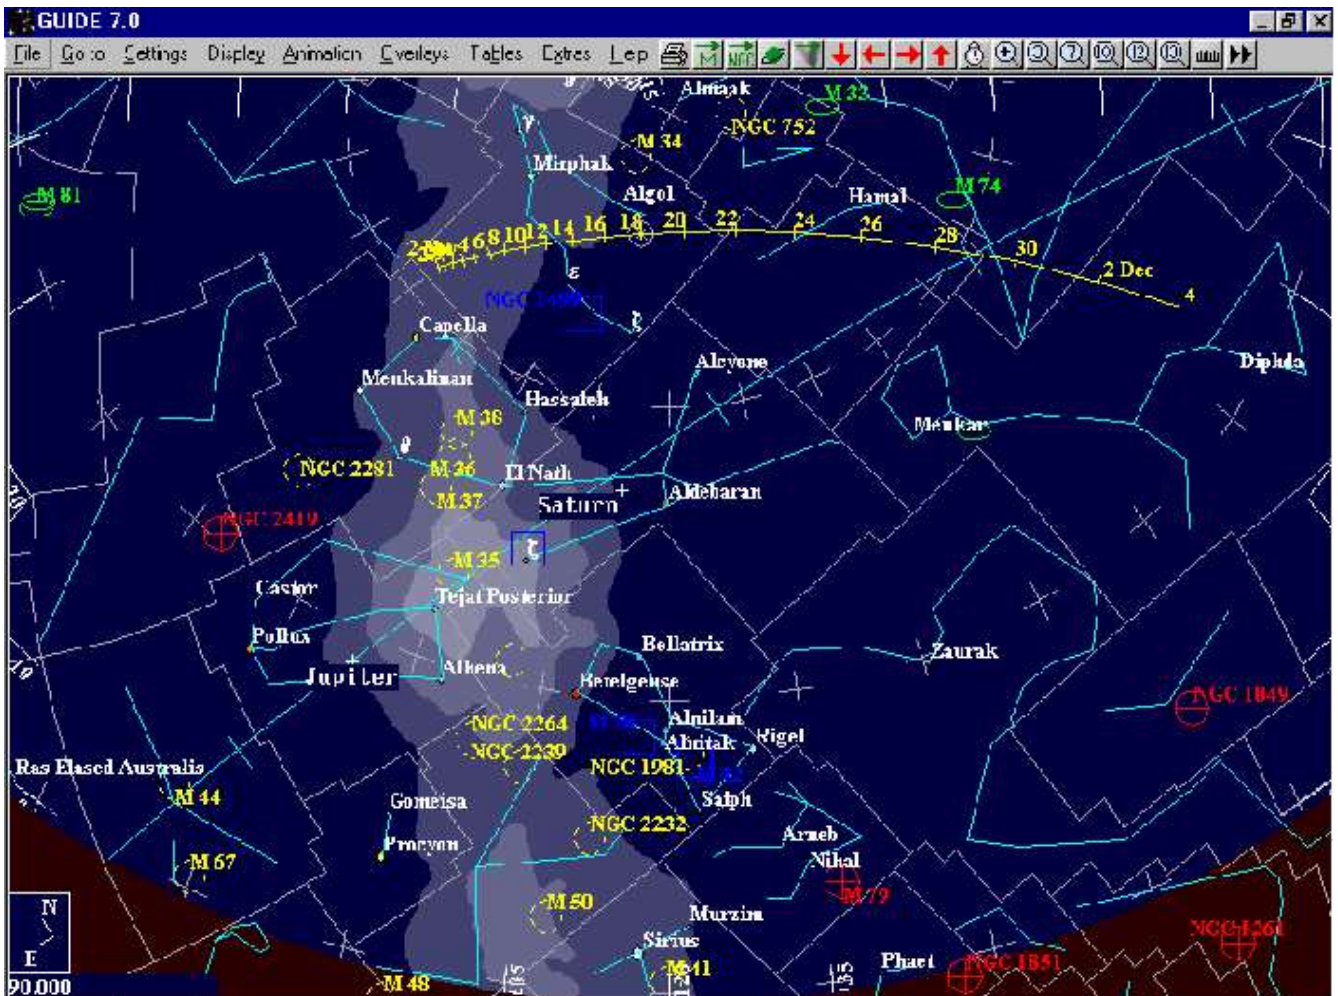 GUIDE 7.0
File Go to Settings Display Animation Overlays Tables Extras Help
Almaak
M 33
NGC 752
γ
M 34
Mirphak
M 81
Algol
Hamal
M 74
4 6 8 10 12 14 16 18 20 22 24 26 28 30 2 Dec 4
ε
ζ
Capella
Alcyone
Diphda
Menkalinan
Hassaleh
M 38
Menkar
θ
NGC 2281
M 36
El Nath
M 37
Saturn
Aldebaran
NGC 2419
ζ
M 35
Castor
Tejat Posterior
Pollux
Bellatrix
Zaurak
Jupiter
Alhena
Betelgeuse
NGC 1049
NGC 2264
Alnilam
NGC 2239
Alnitak
Rigel
Ras Elased Australis
NGC 1981
M 44
Gomeisa
Saiph
NGC 2232
Arneb
Procyon
M 67
Nihal
M 79
M 50
N
Murzim
Sirius
NGC 1261
E
Phact
NGC 1851
M 41
90.000
M 48